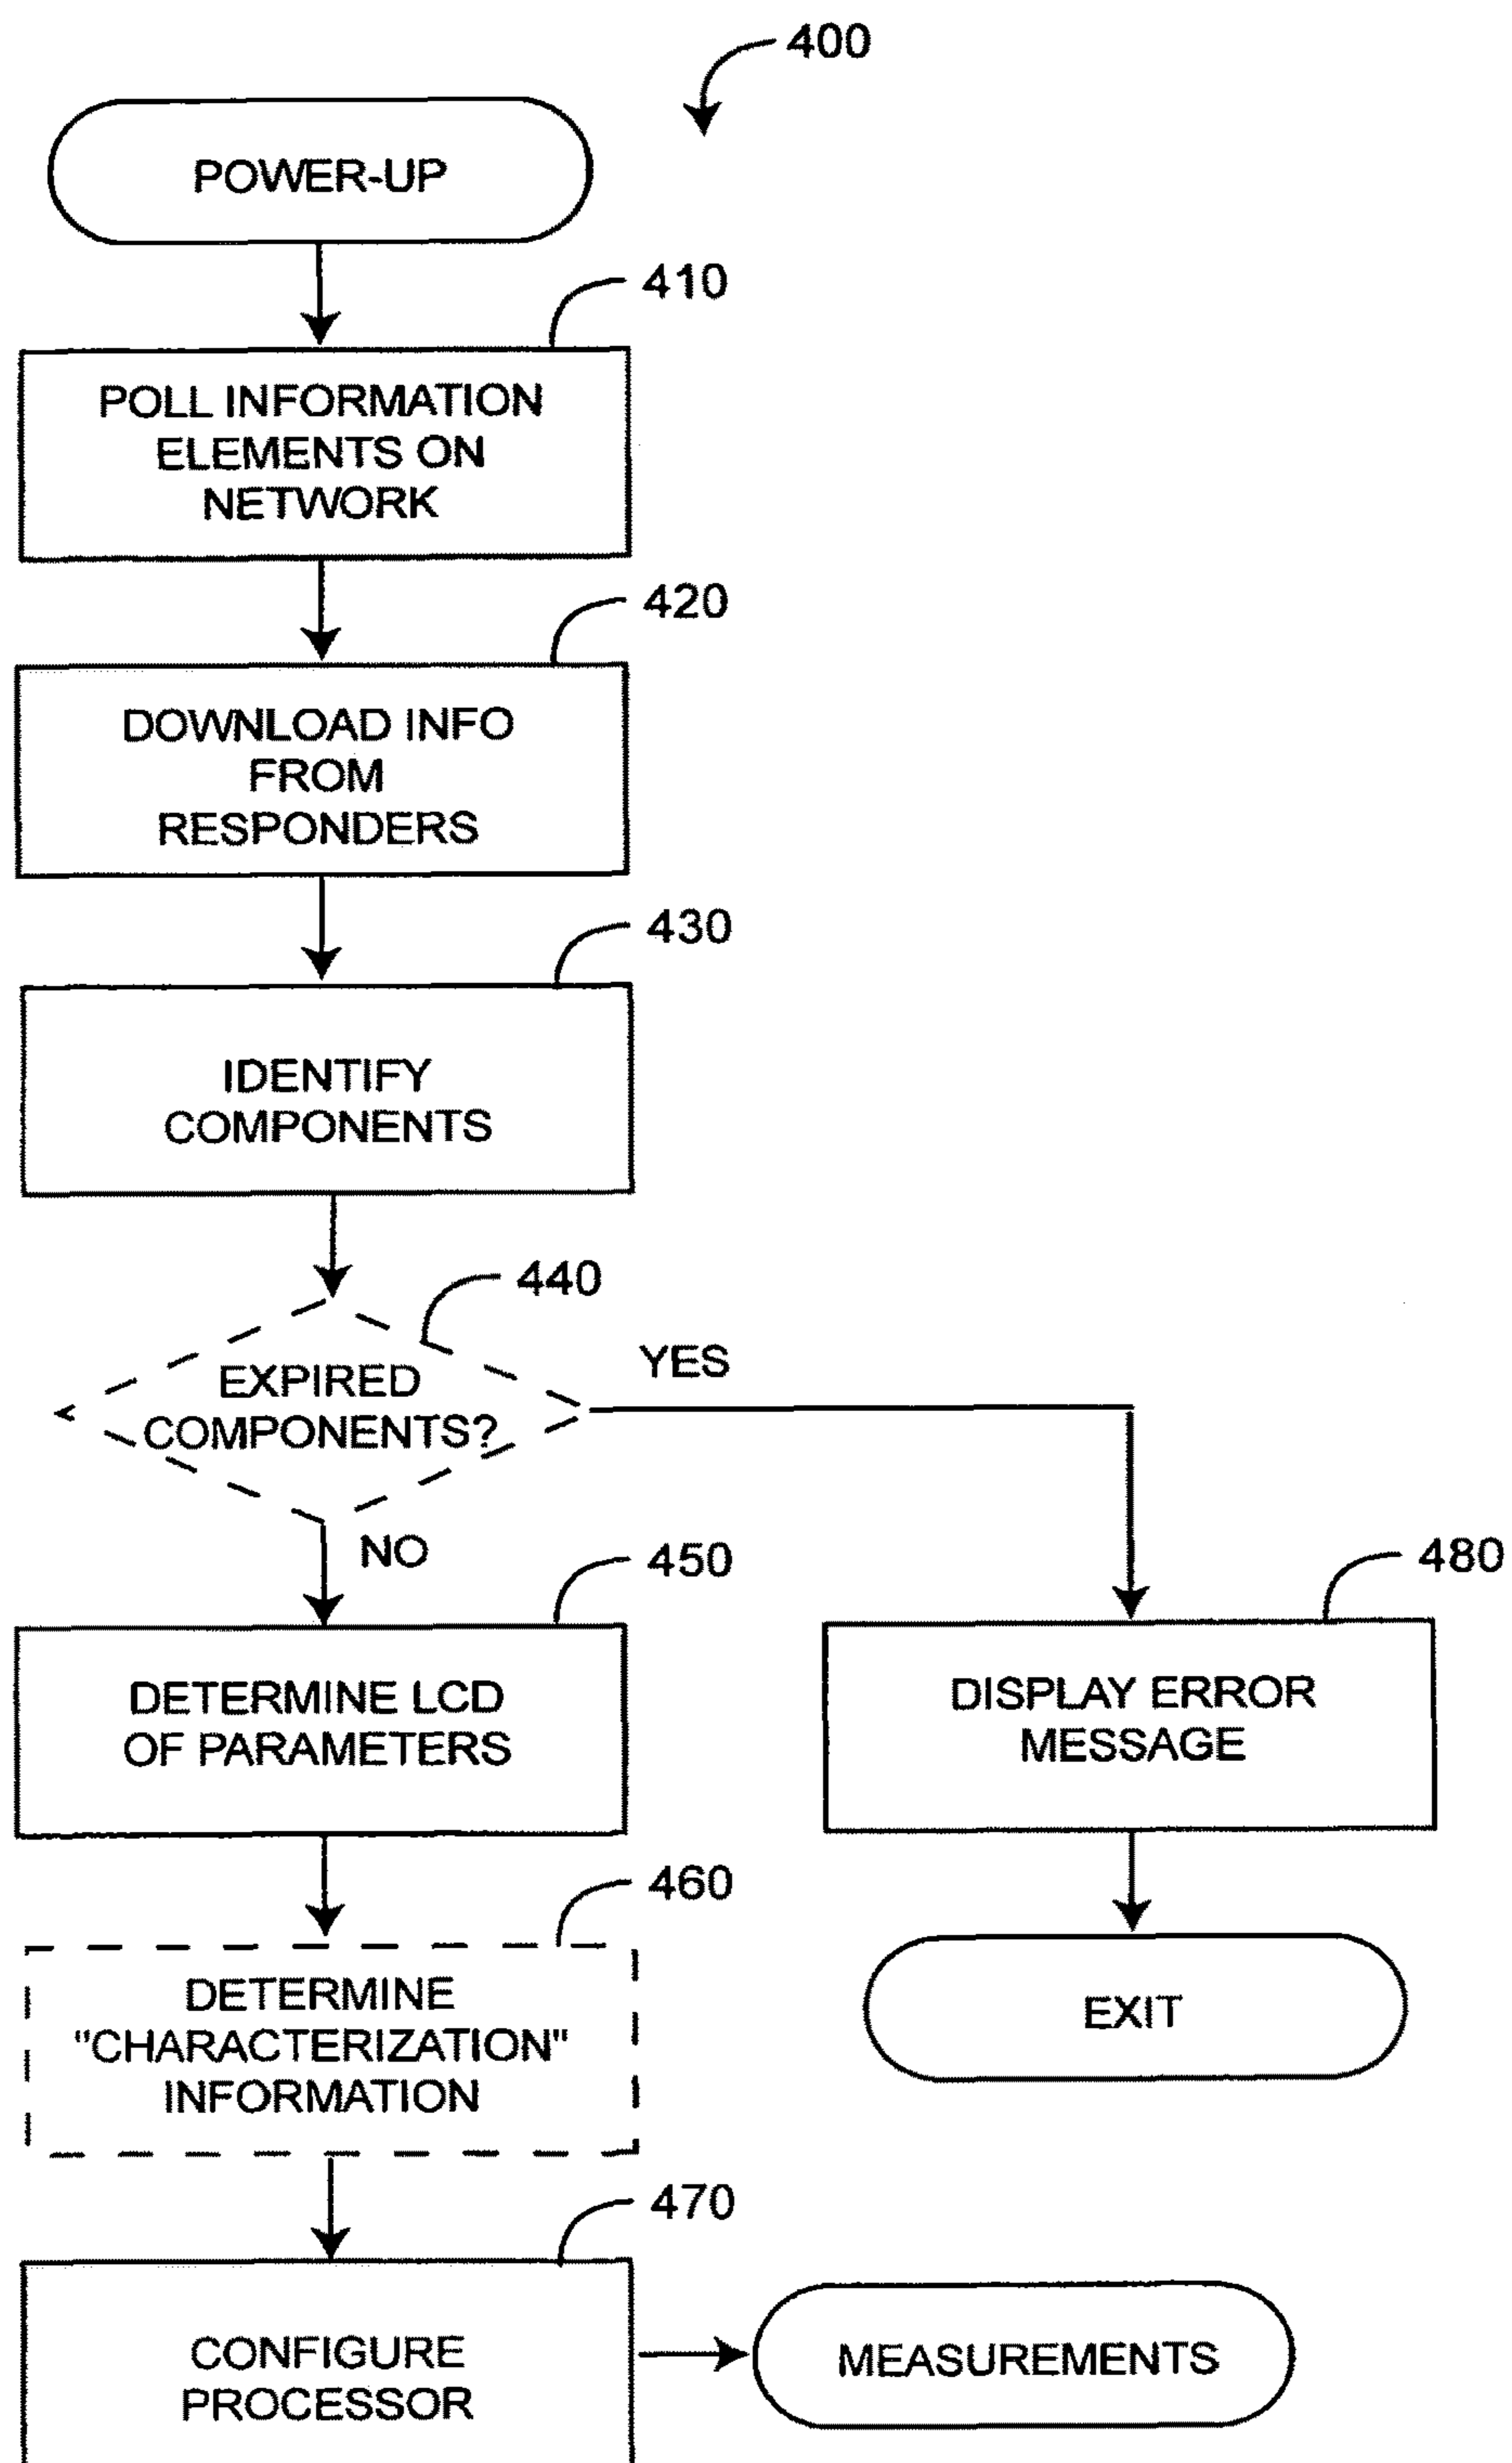 400
POWER-UP
410
POLL INFORMATION
ELEMENTS ON
NETWORK
420
DOWNLOAD INFO
FROM
RESPONDERS
430
IDENTIFY
COMPONENTS
440
EXPIRED
COMPONENTS?
YES
NO
450
DETERMINE LCD
OF PARAMETERS
480
DISPLAY ERROR
MESSAGE
460
DETERMINE
"CHARACTERIZATION"
INFORMATION
EXIT
470
CONFIGURE
PROCESSOR
MEASUREMENTS